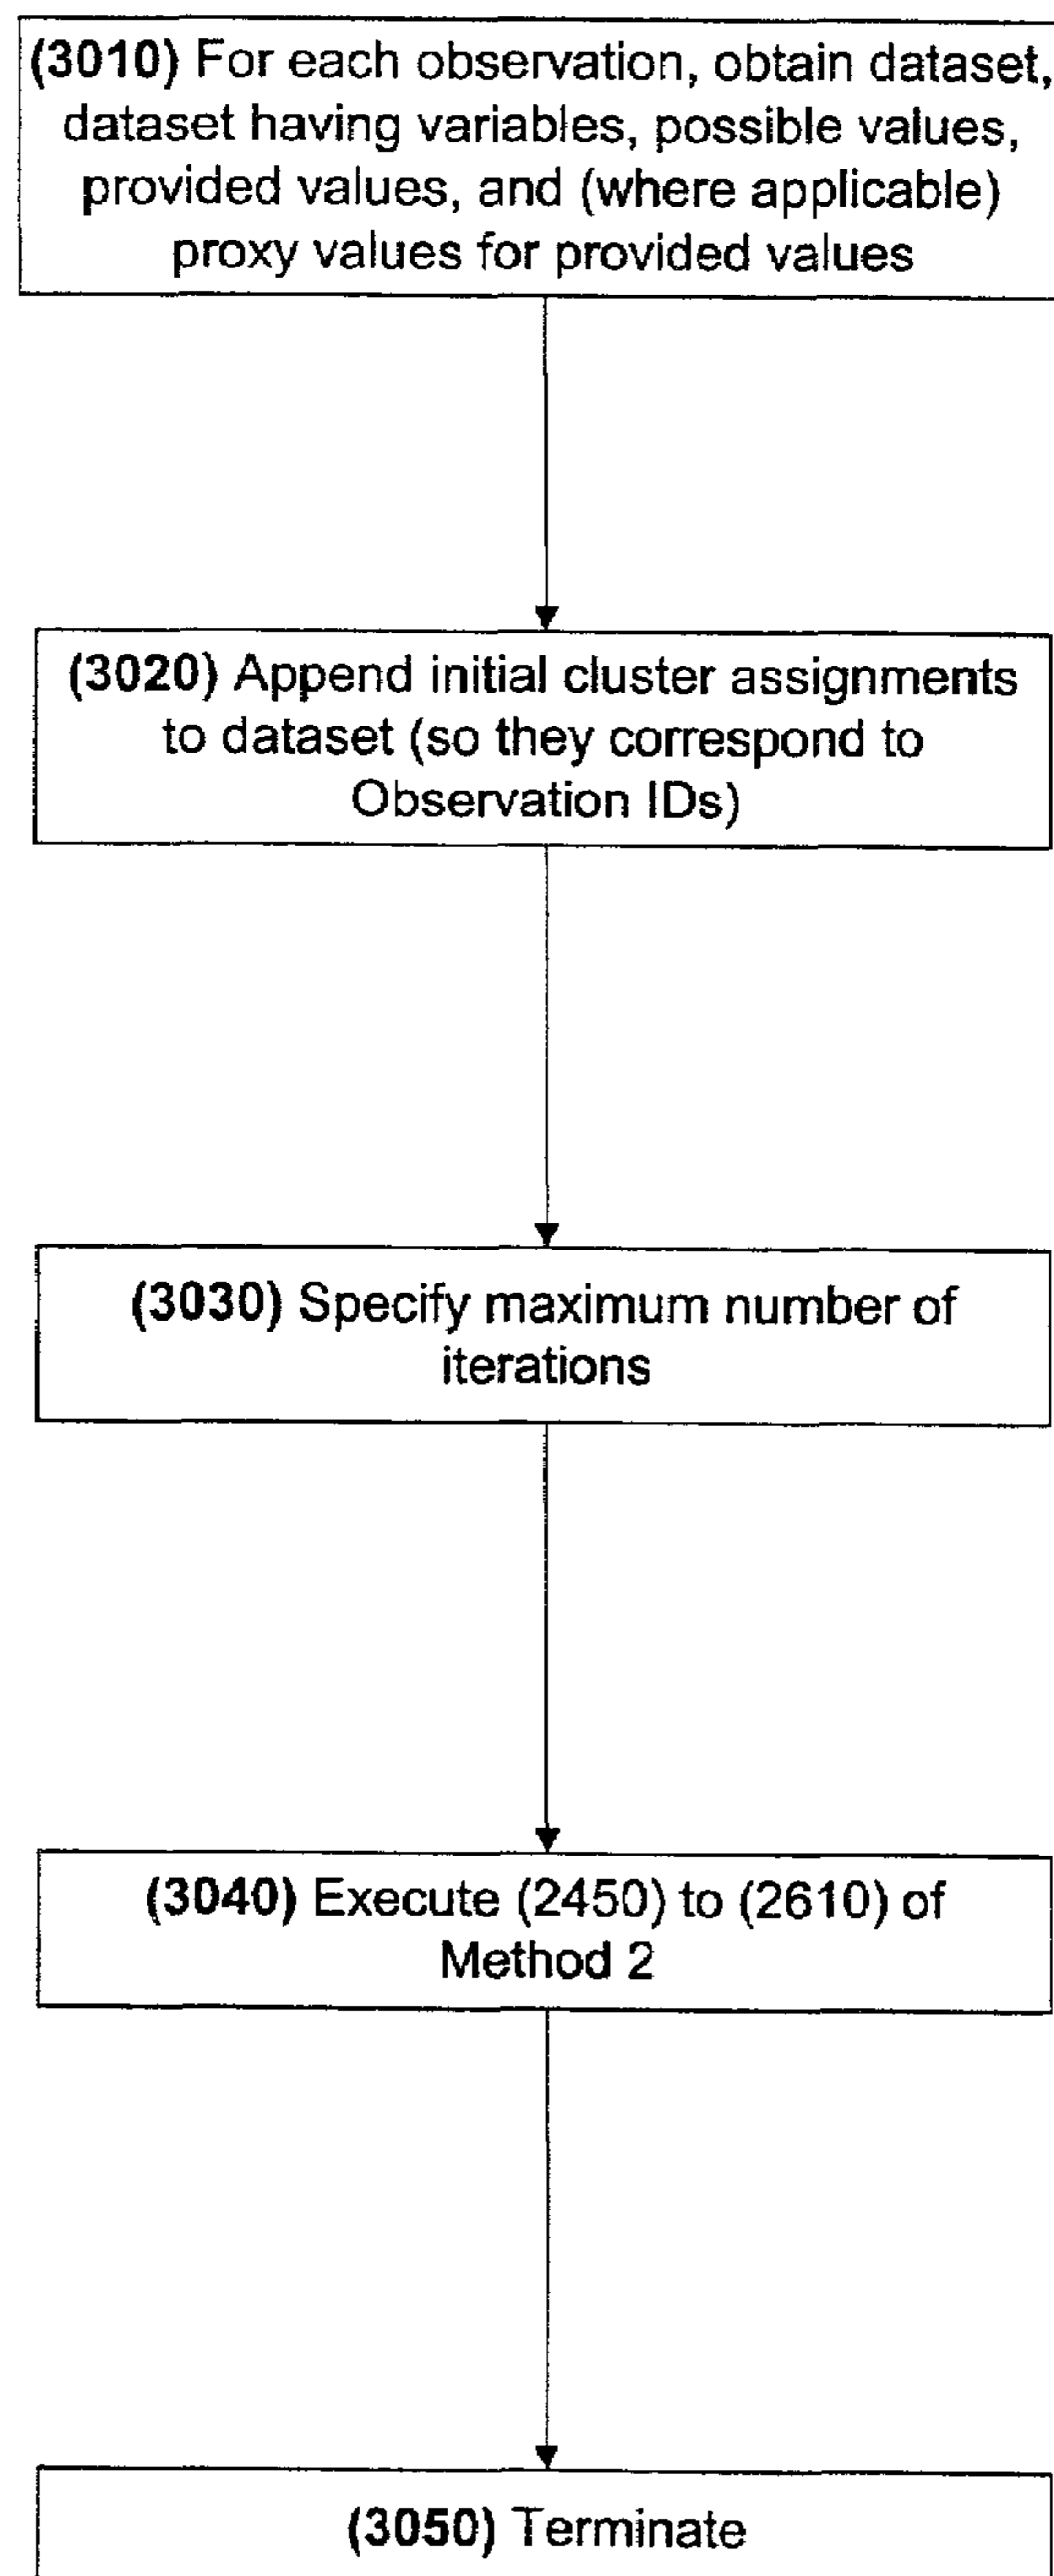 (3010) For each observation, obtain dataset,
dataset having variables, possible values,
provided values, and (where applicable)
proxy values for provided values
(3020) Append initial cluster assignments
to dataset (so they correspond to
Observation IDs)
(3030) Specify maximum number of
iterations
(3040) Execute (2450) to (2610) of
Method 2
(3050) Terminate